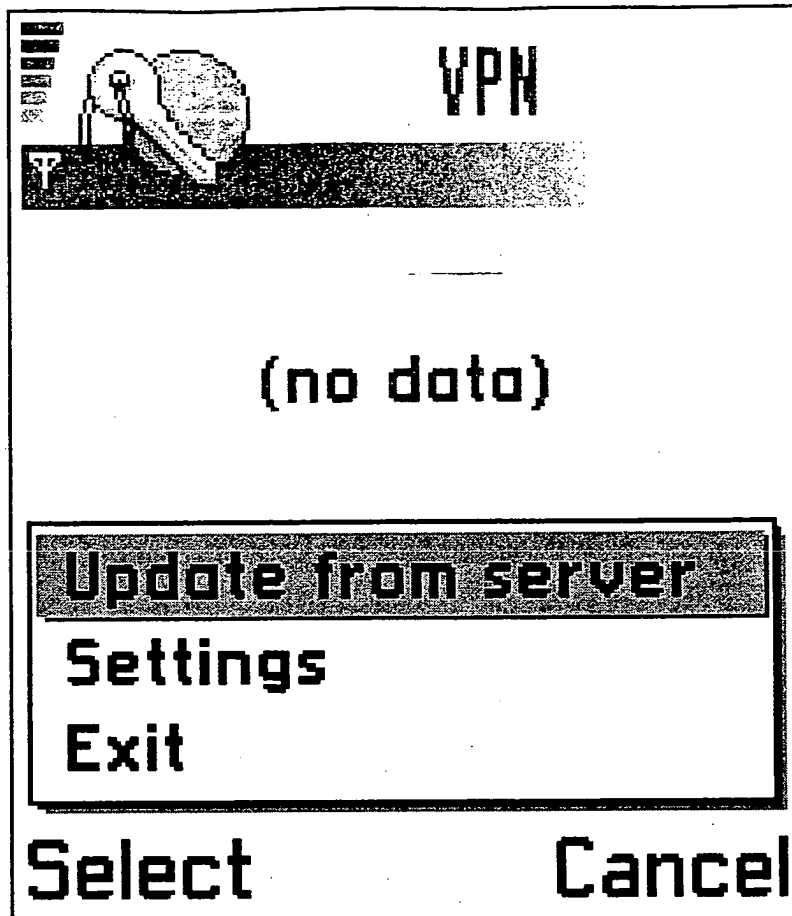 VPN
(no data)
Update from server
Settings
Exit
Select Cancel